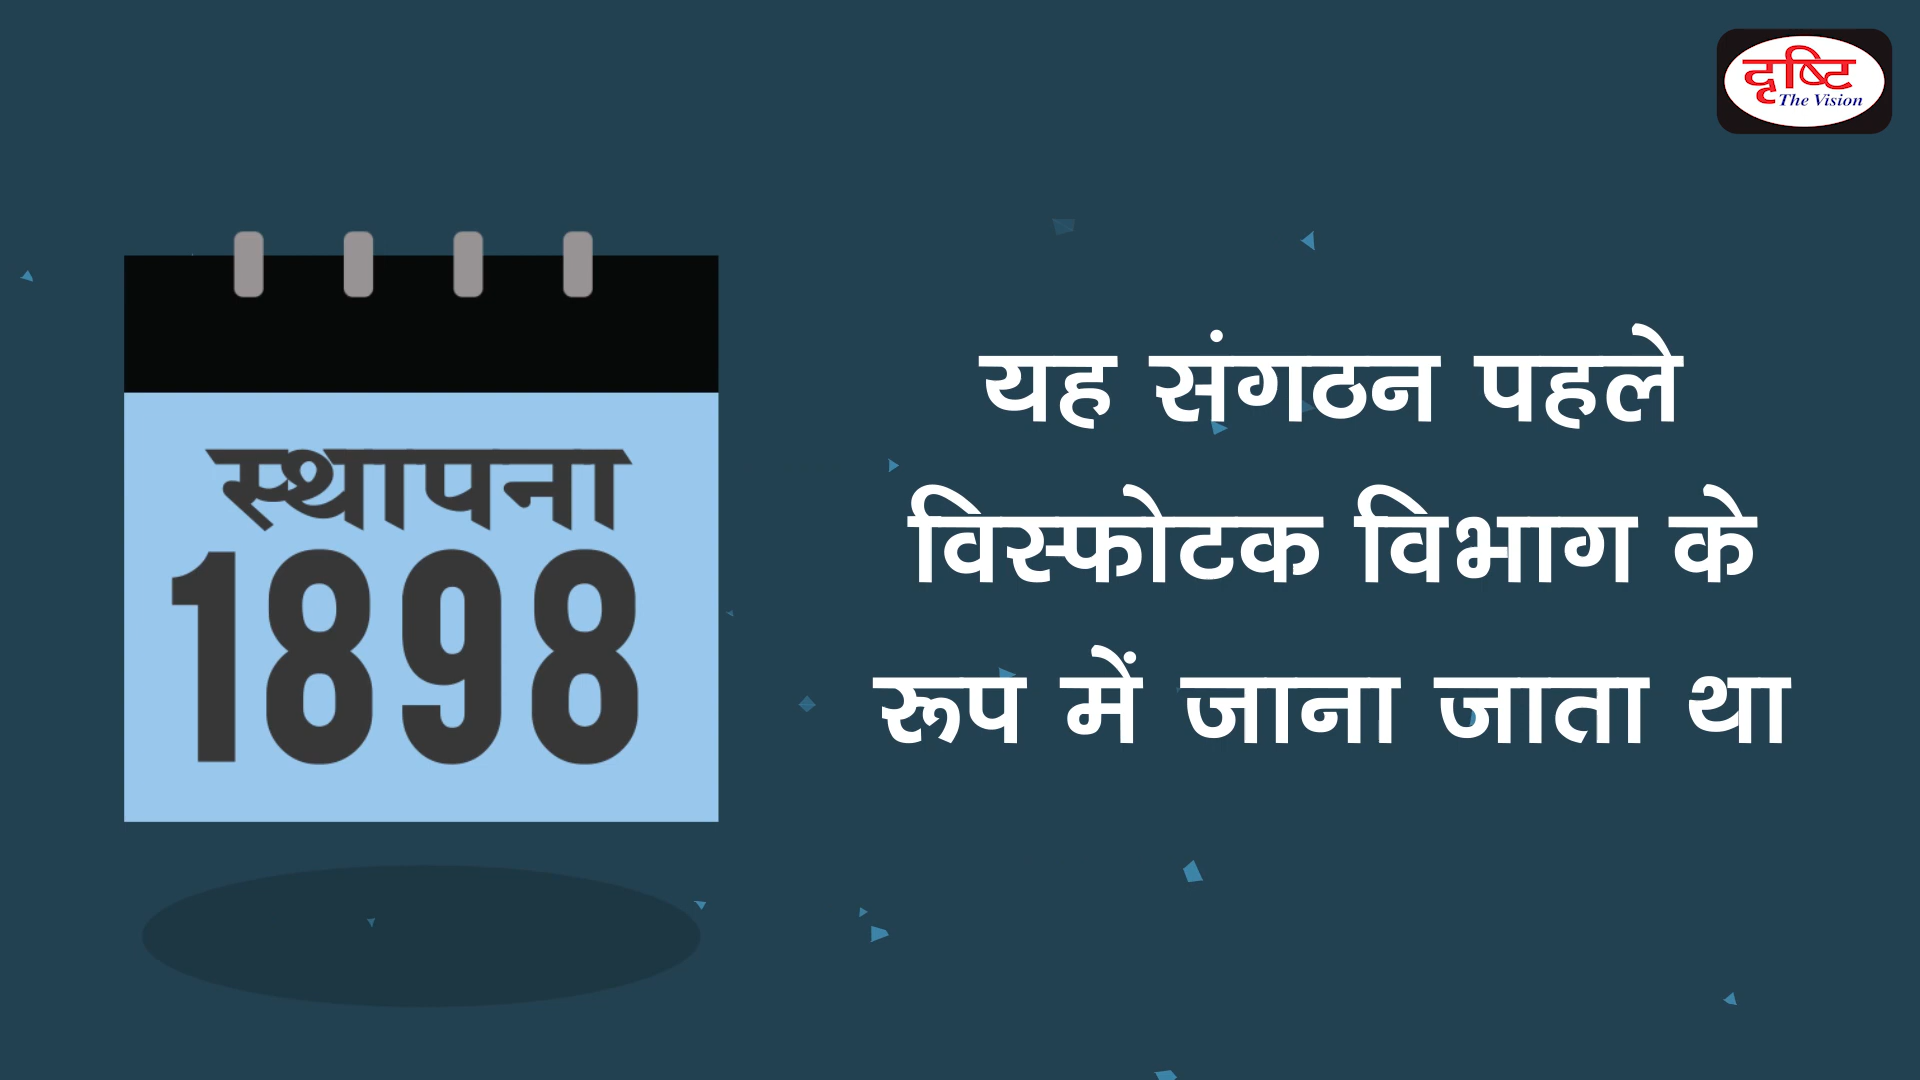 दृष्टि
The Vision
स्थापना
1898
यह संगठन पहले
विस्फोटक विभाग के
रूप में जाना जाता था